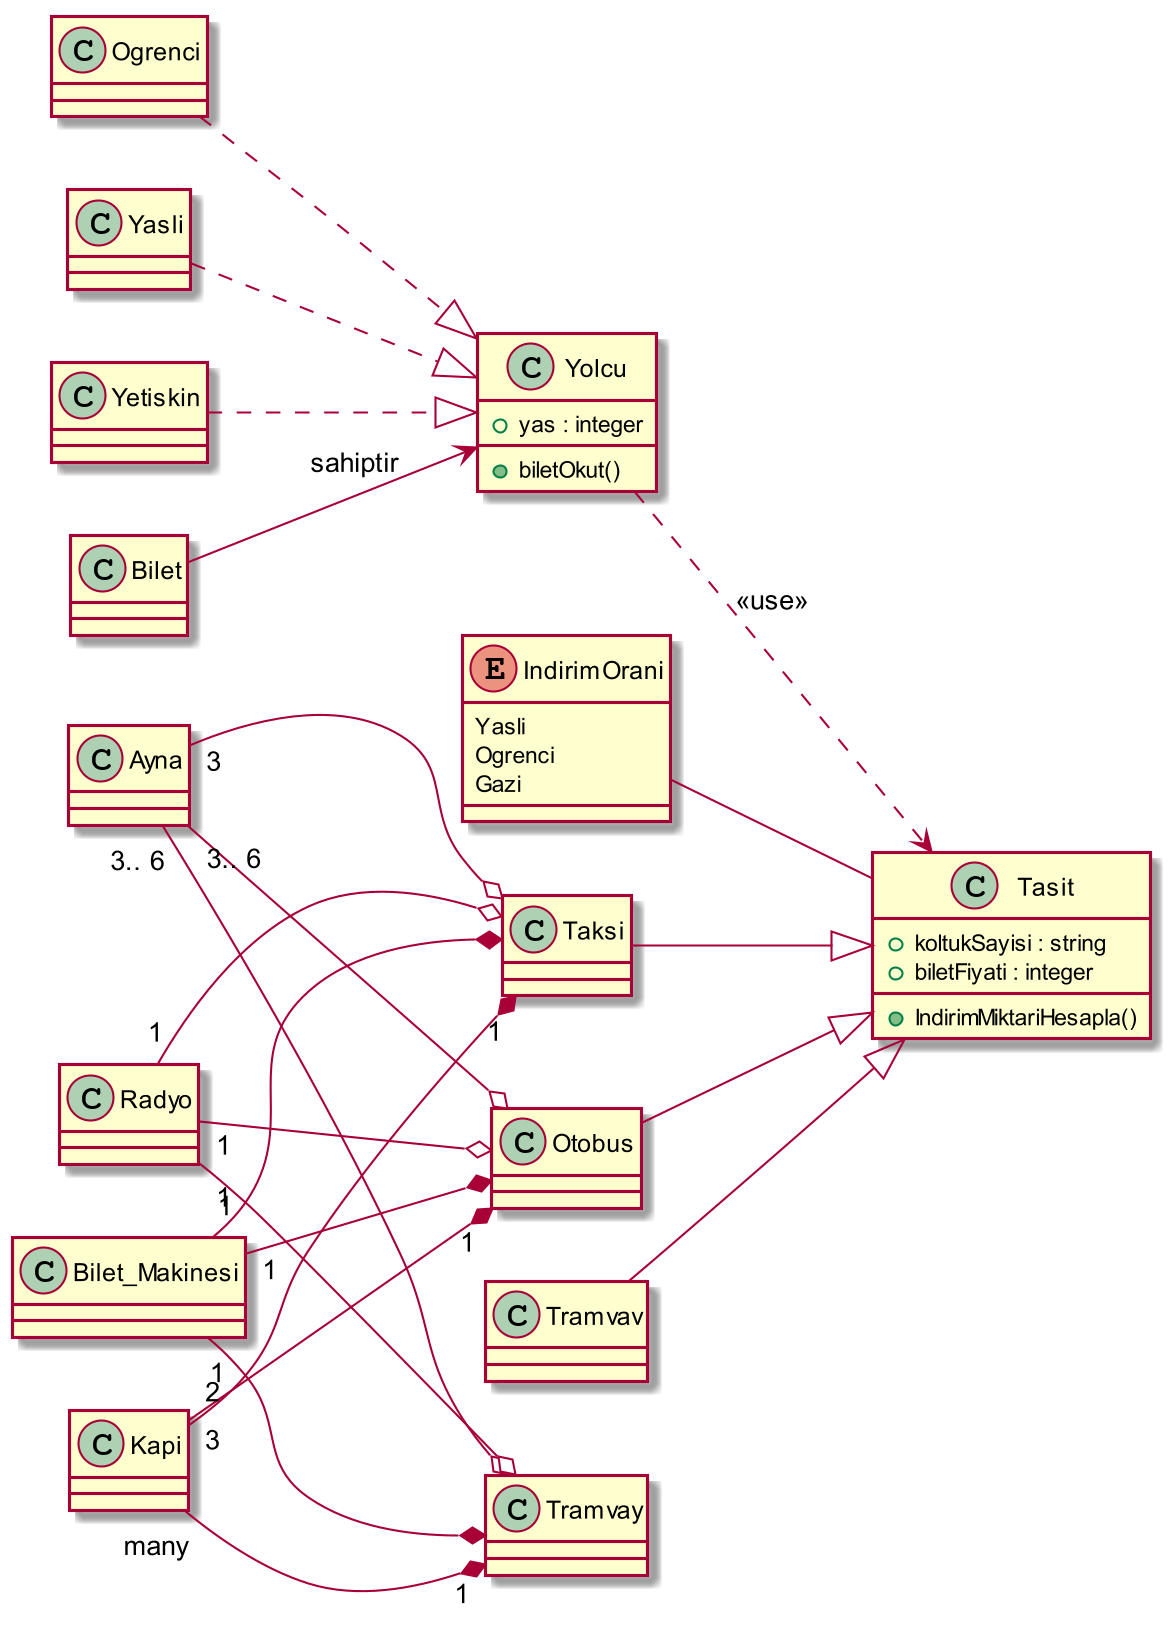 C Ogrenci
C Yasli
C Yetiskin
C Yolcu
yas : integer
biletOkut()
sahiptir
C Bilet
«use»
E IndirimOrani
Yasli
Ogrenci
Gazi
C Ayna
3
3.. 6
3.. 6
C Tasit
koltukSayisi : string
biletFiyati : integer
IndirimMiktariHesapla()
C Taksi
1
1
C Radyo
1
C Otobus
1
1
1
1
C Bilet_Makinesi
C Tramvav
1
2
3
C Kapi
C Tramvay
many
1